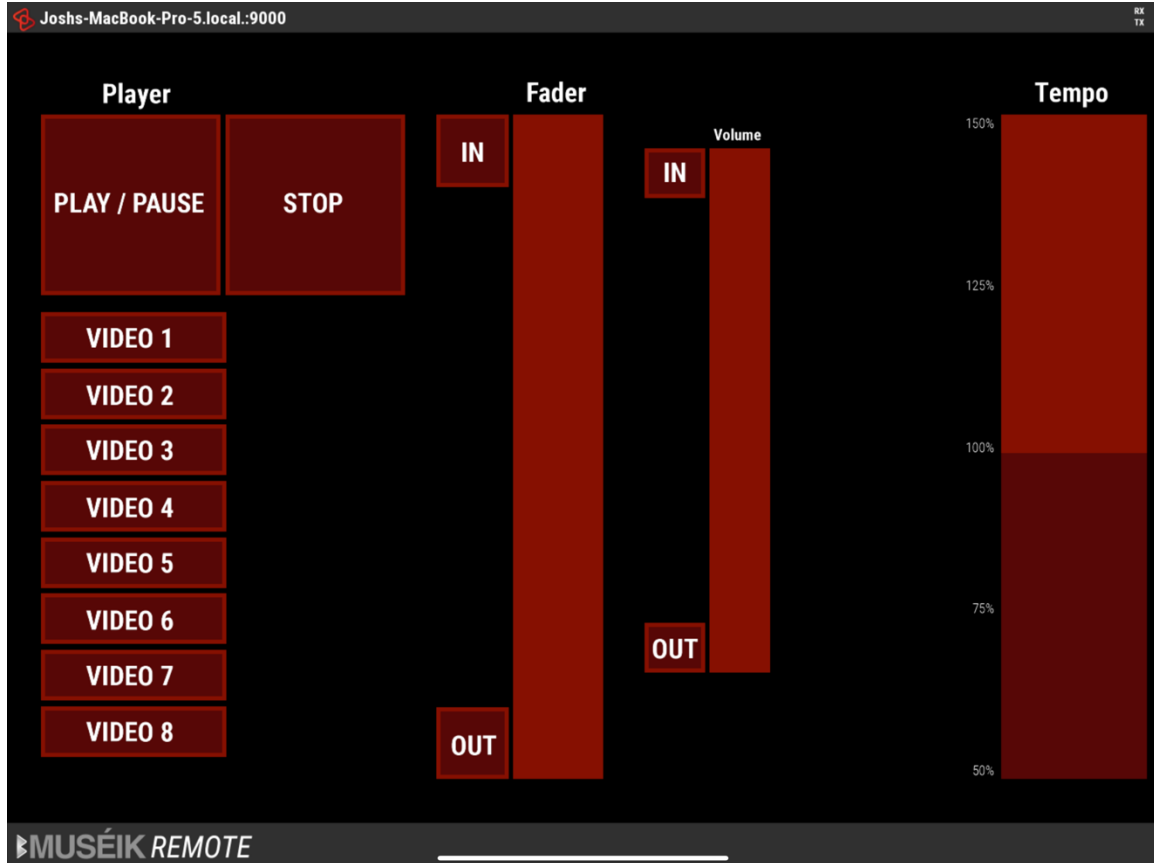 Joshs-MacBook-Pro-5.local.:9000
RX
TX
Player
Fader
Tempo
PLAY / PAUSE
STOP
IN
Volume
IN
150%
125%
100%
75%
50%
VIDEO 1
VIDEO 2
VIDEO 3
VIDEO 4
VIDEO 5
VIDEO 6
VIDEO 7
VIDEO 8
OUT
OUT
MUSÉIK REMOTE